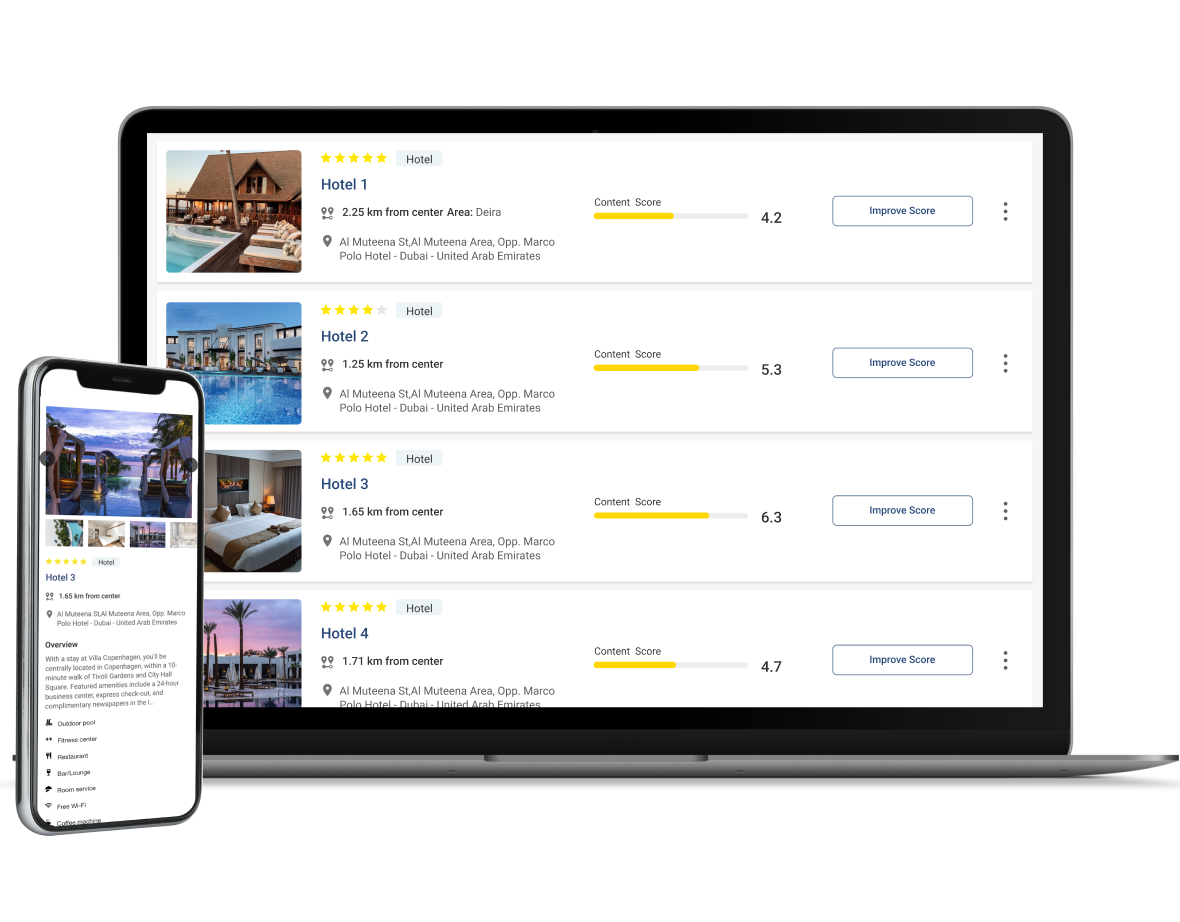 Hotel
Hotel 1
2.25 km from center Area: Deira
Al Muteena St,Al Muteena Area, Opp. Marco
Polo Hotel - Dubai - United Arab Emirates
Content Score
4.2
Improve Score
Hotel
Hotel 2
1.25 km from center
Al Muteena St,Al Muteena Area, Opp. Marco
Polo Hotel - Dubai - United Arab Emirates
Content Score
5.3
Improve Score
Hotel
Hotel 3
1.65 km from center
Al Muteena St,Al Muteena Area, Opp. Marco
Polo Hotel - Dubai - United Arab Emirates
Content Score
6.3
Improve Score
Hotel
Hotel 4
1.71 km from center
Al Muteena St,Al Muteena Area, Opp. Marco
Polo Hotel - Dubai - United Arab Emirates
Content Score
4.7
Improve Score
Hotel
Hotel 3
1.65 km from center
Al Muteena St,Al Muteena Area, Opp. Marco
Polo Hotel - Dubai - United Arab Emirates
Overview
With a stay at Villa Copenhagen, you'll be
centrally located in Copenhagen, within a 10-
minute walk of Tivoli Gardens and City Hall
Square. Featured amenities include a 24-hour
business center, express check-out, and
complimentary newspapers in the l...
Outdoor pool
Fitness center
Restaurant
Bar/Lounge
Room service
Free Wi-Fi
Coffee machine